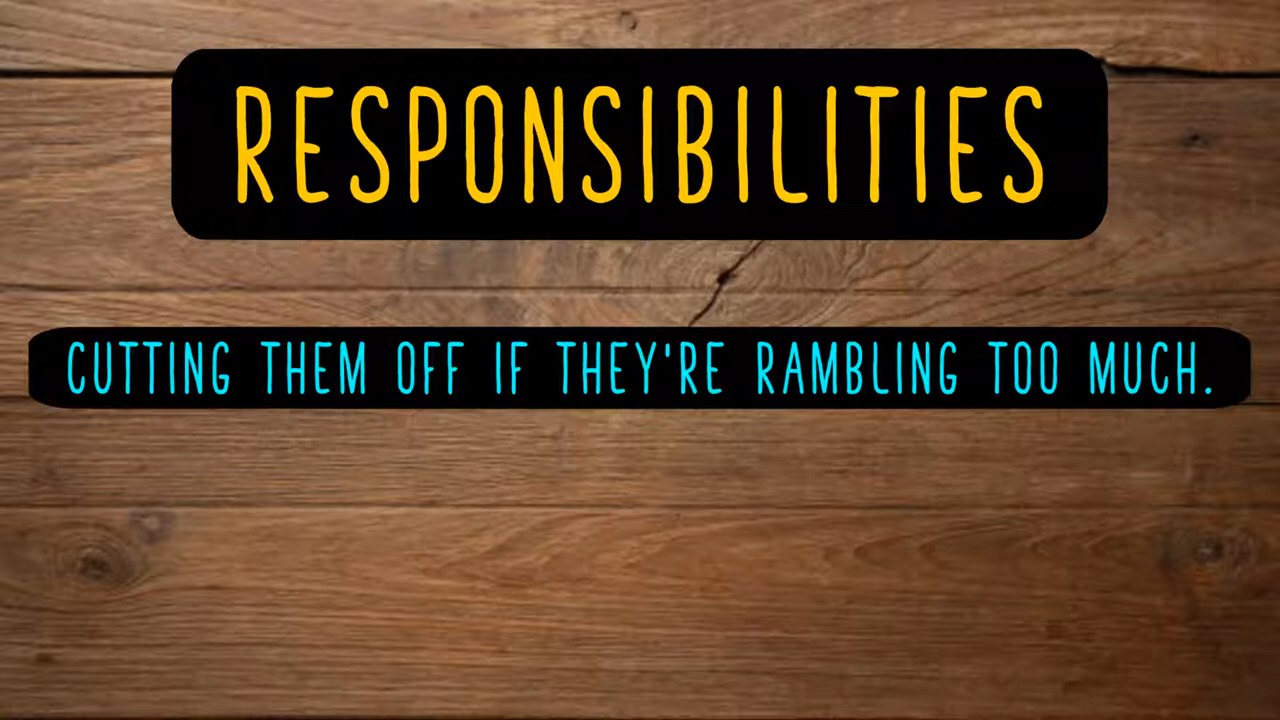 RESPONSIBILITIES
CUTTING THEM OFF IF THEY'RE RAMBLING TOO MUCH.